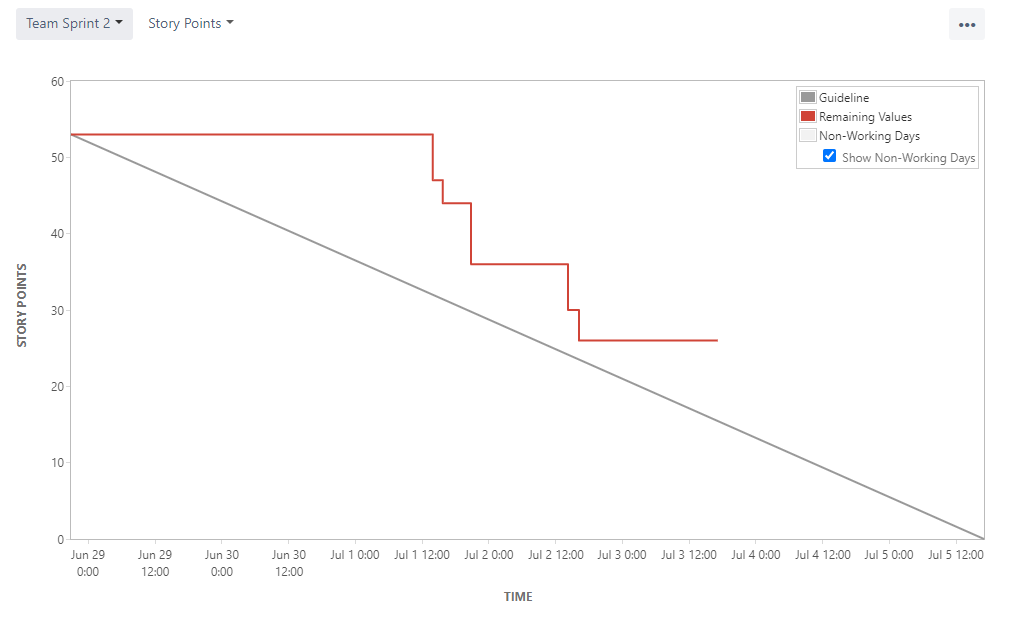 Team Sprint 2 Story Points
•••
Guideline
Remaining Values
Non-Working Days
Show Non-Working Days
60
50
40
30
20
10
0
STORY POINTS
Jun 29 0:00
Jun 29 12:00
Jun 30 0:00
Jun 30 12:00
Jul 1 0:00
Jul 1 12:00
Jul 2 0:00
Jul 2 12:00
Jul 3 0:00
Jul 3 12:00
Jul 4 0:00
Jul 4 12:00
Jul 5 0:00
Jul 5 12:00
TIME